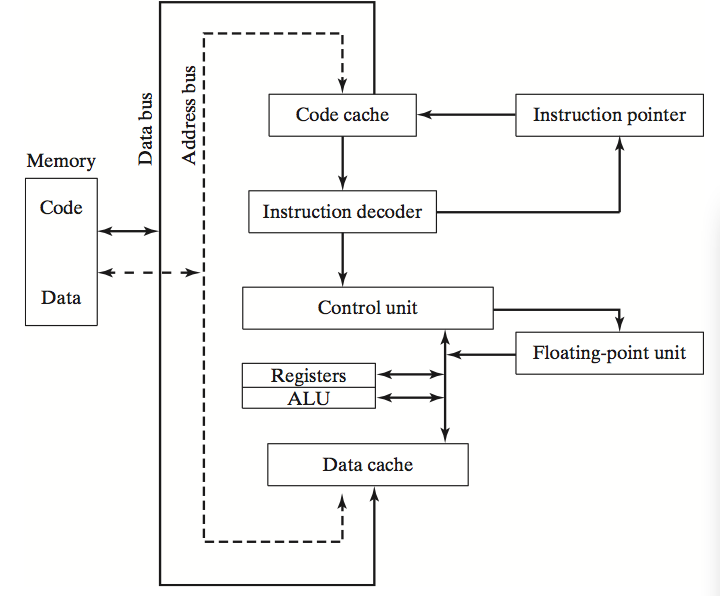 Data bus
Address bus
Code cache
Instruction pointer
Memory
Code
Instruction decoder
Data
Control unit
Floating-point unit
Registers
ALU
Data cache